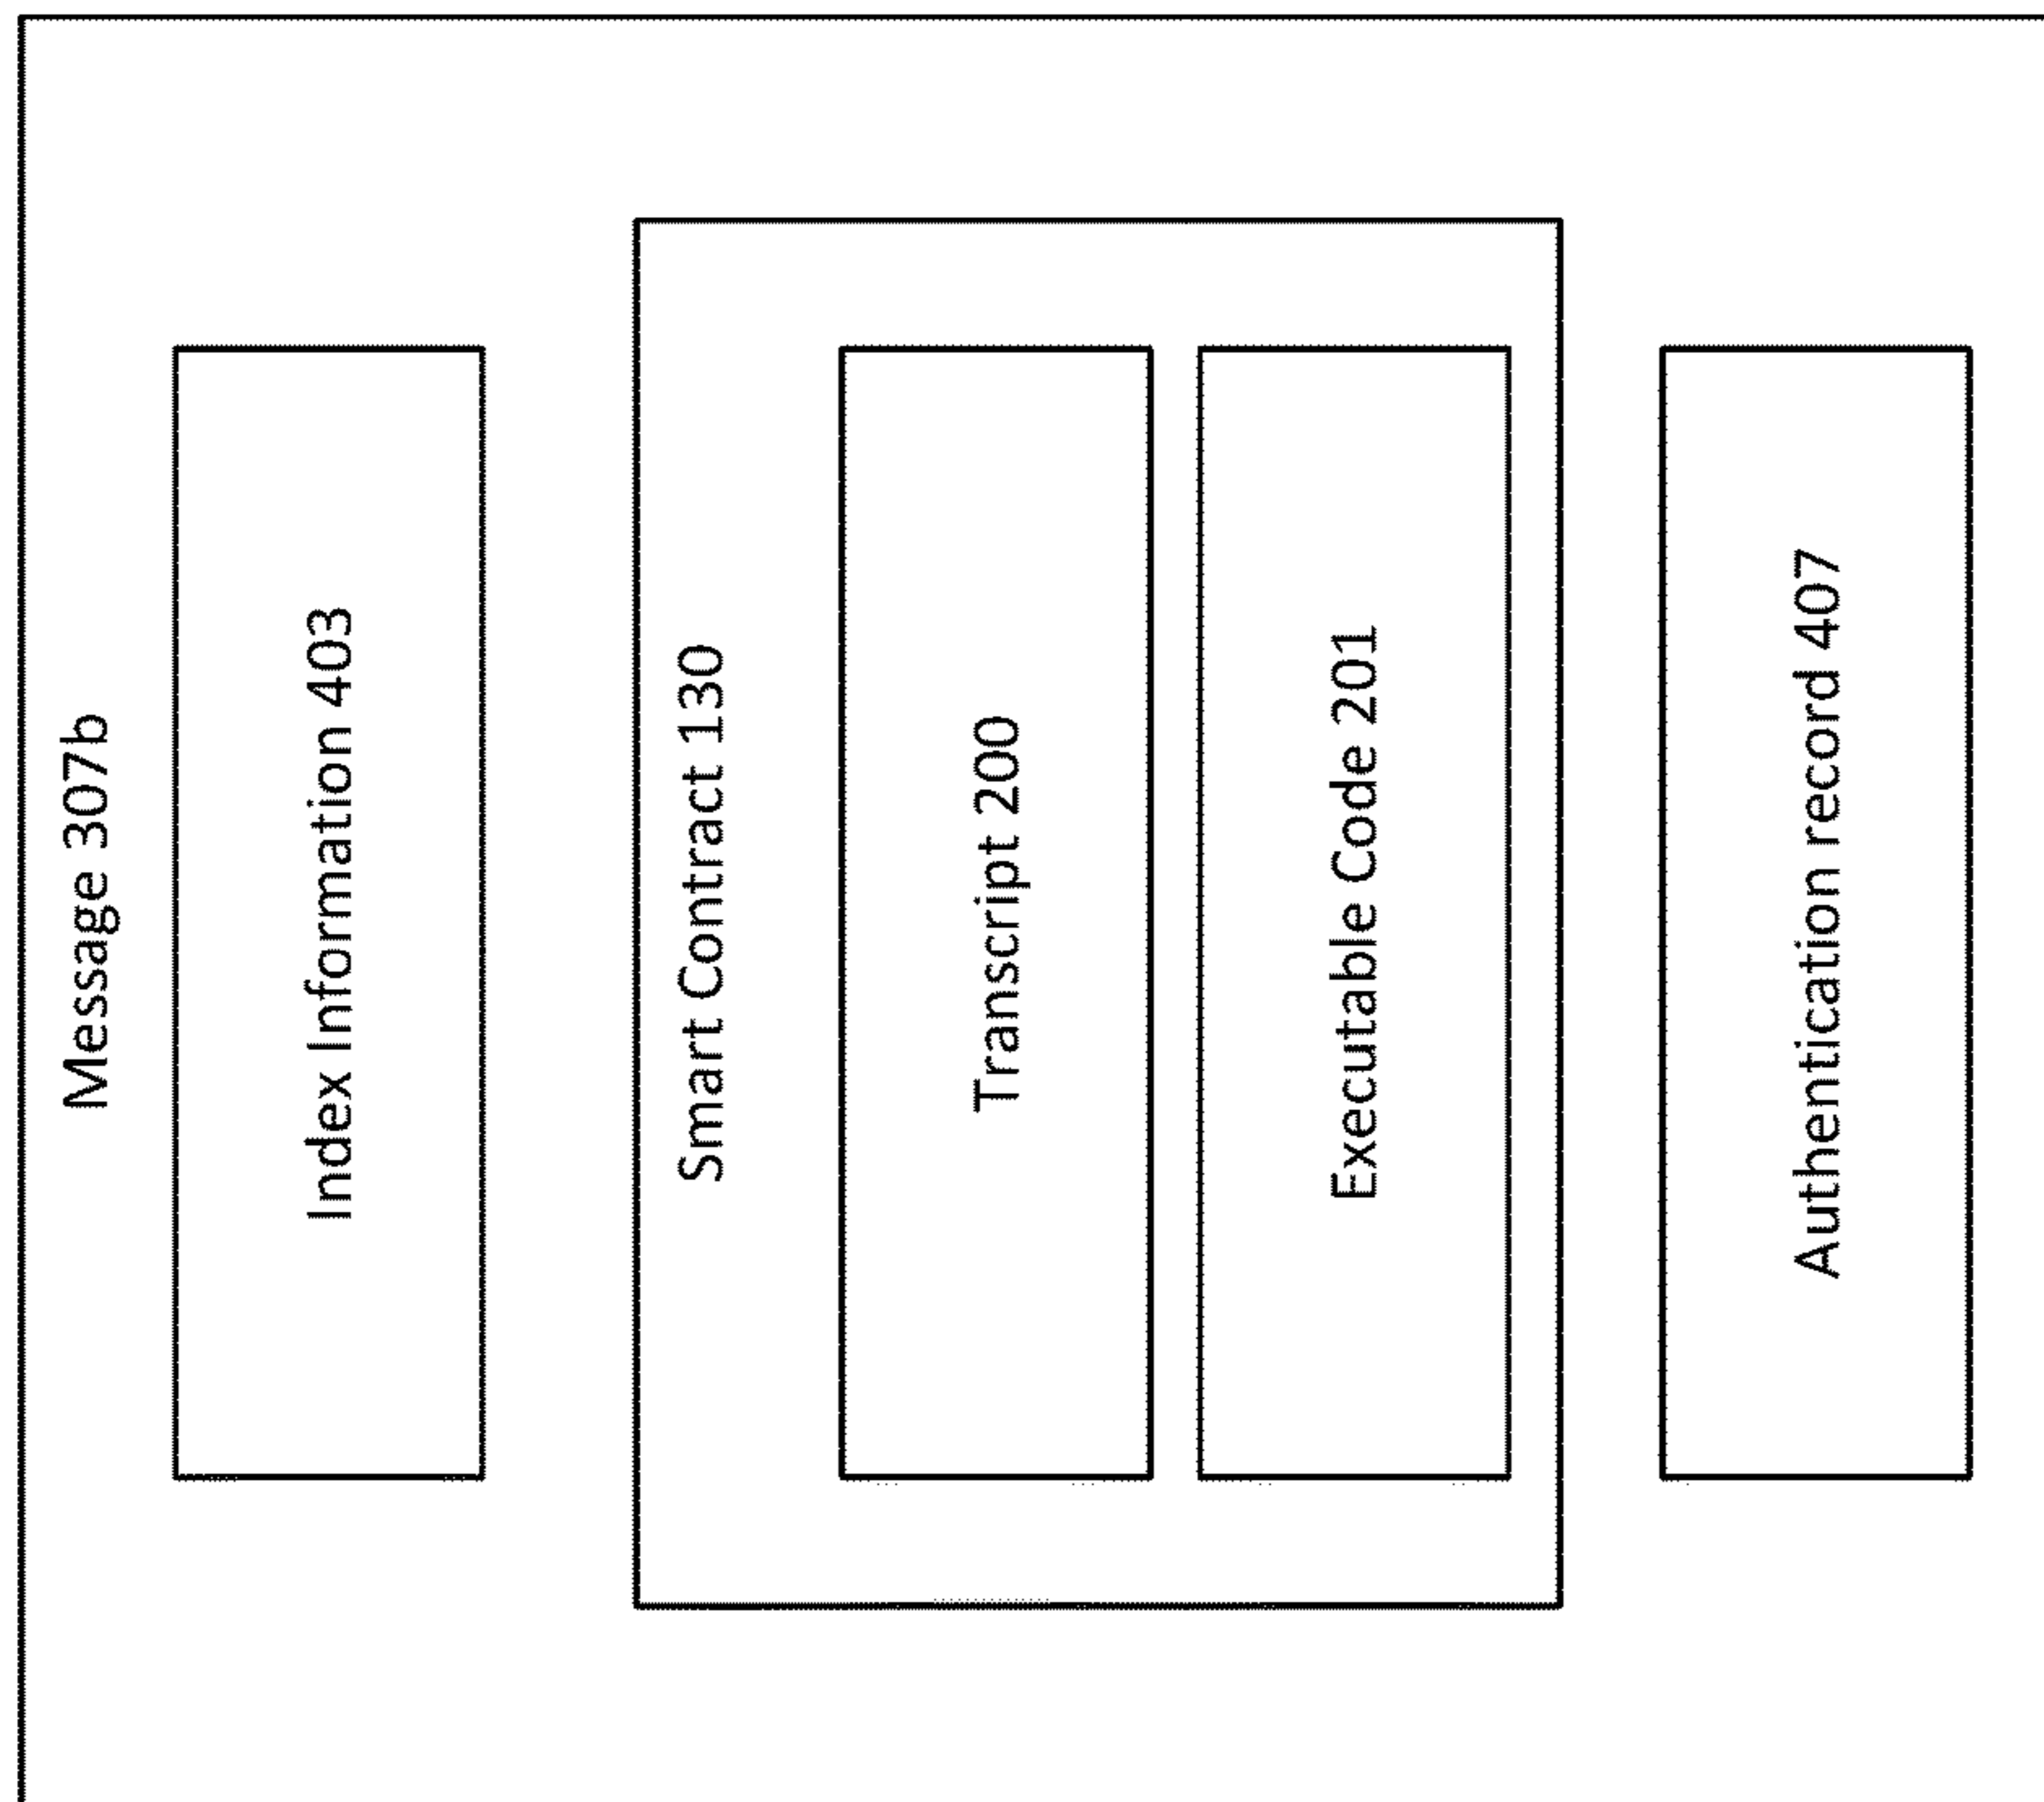 Message 307b
Index Information 403
Smart Contract 130
Transcript 200
Executable Code 201
Authentication record 407